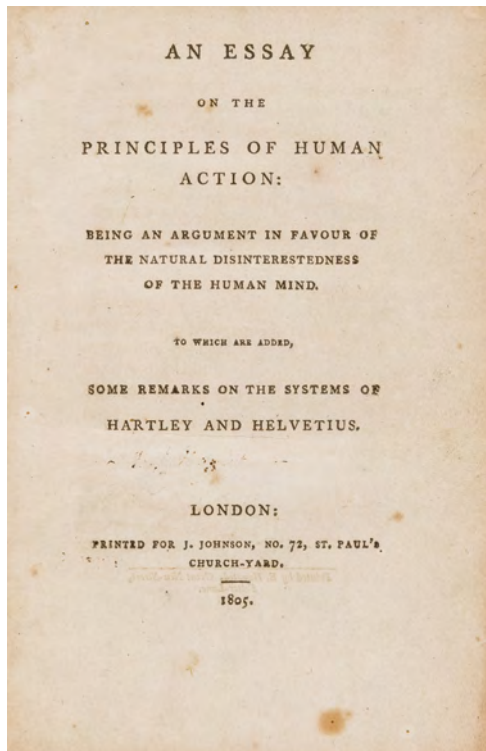 AN ESSAY
ON THE
PRINCIPLES OF HUMAN
ACTION:
BEING AN ARGUMENT IN FAVOUR OF
THE NATURAL DISINTERESTEDNESS
OF THE HUMAN MIND.
TO WHICH ARE ADDED,
SOME REMARKS ON THE SYSTEMS OF
HARTLEY AND HELVETIUS.
LONDON:
PRINTED FOR J. JOHNSON, NO. 72, ST. PAUL'S
CHURCH-YARD.
1805.